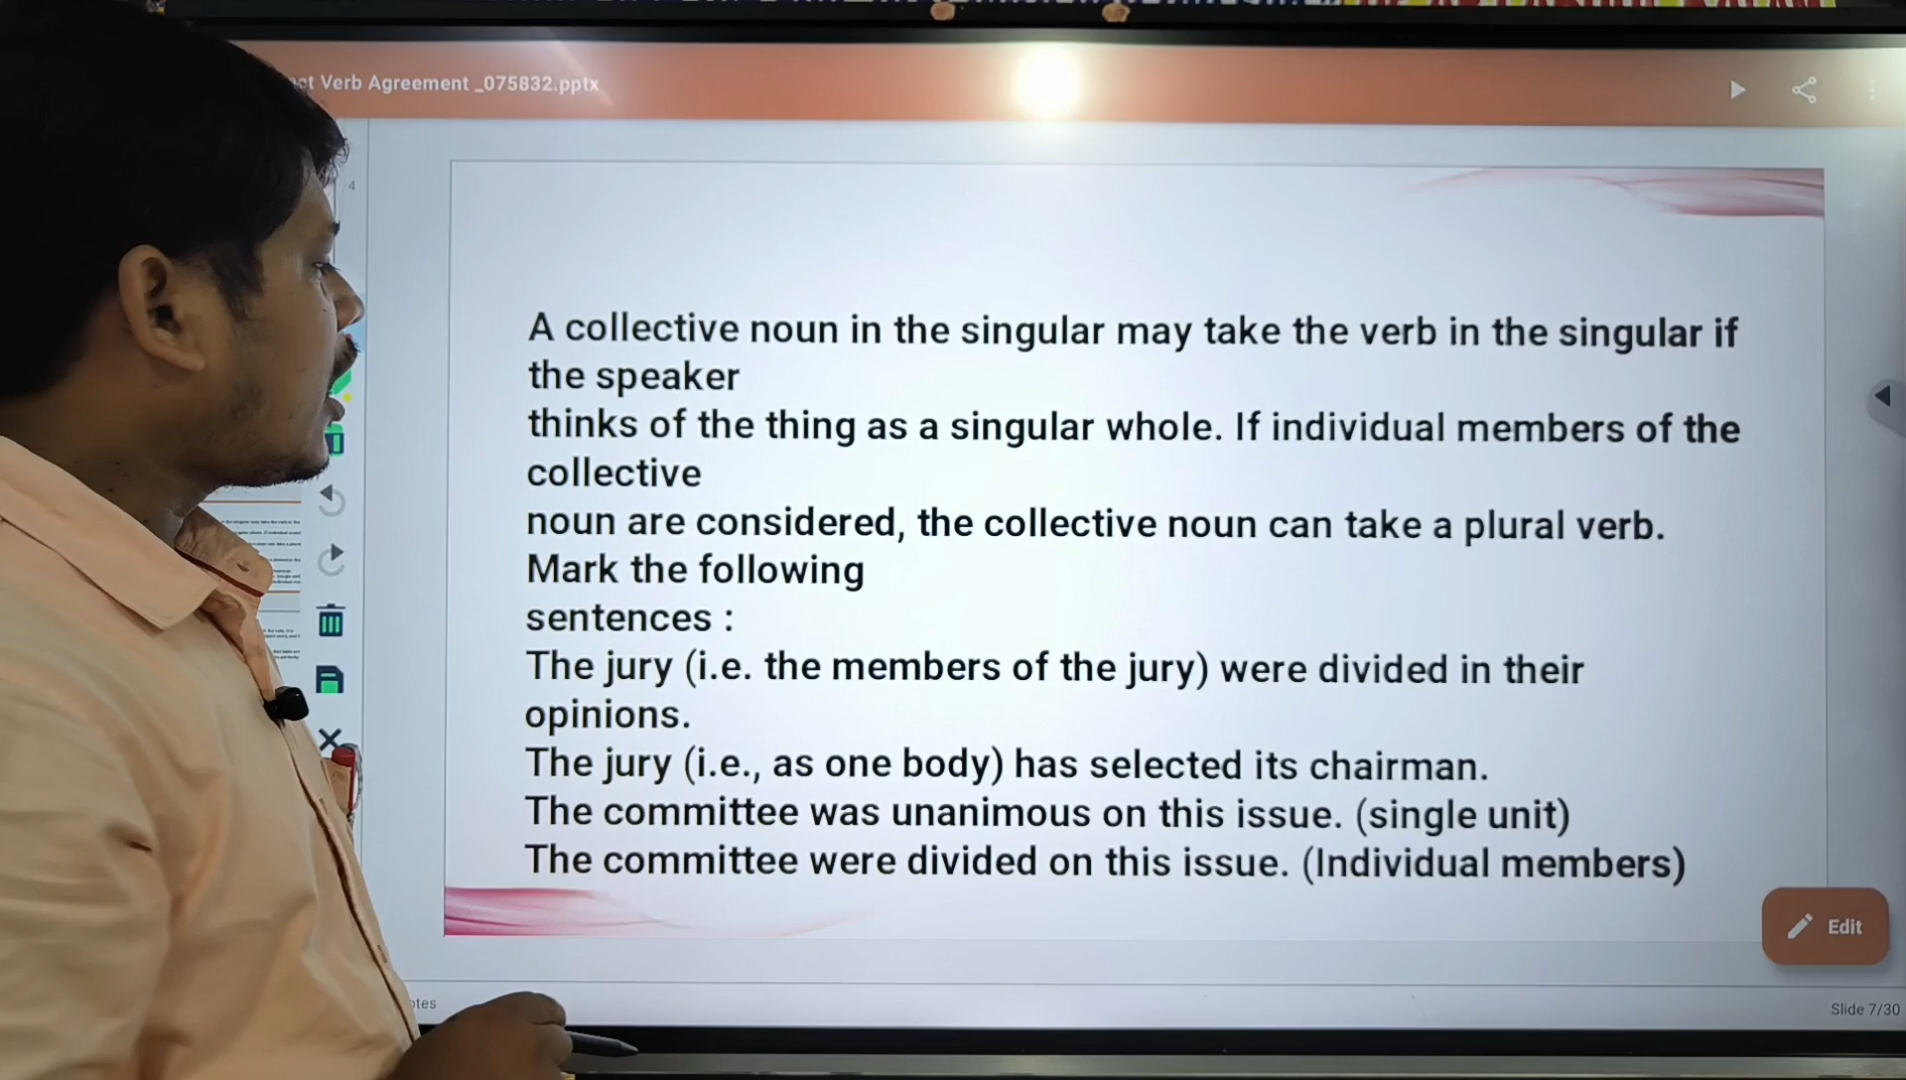 ct Verb Agreement _075832.pptx
4
A collective noun in the singular may take the verb in the singular if
the speaker
thinks of the thing as a singular whole. If individual members of the
collective
noun are considered, the collective noun can take a plural verb.
Mark the following
sentences :
The jury (i.e. the members of the jury) were divided in their
opinions.
The jury (i.e., as one body) has selected its chairman.
The committee was unanimous on this issue. (single unit)
The committee were divided on this issue. (Individual members)
Edit
otes
Slide 7/30